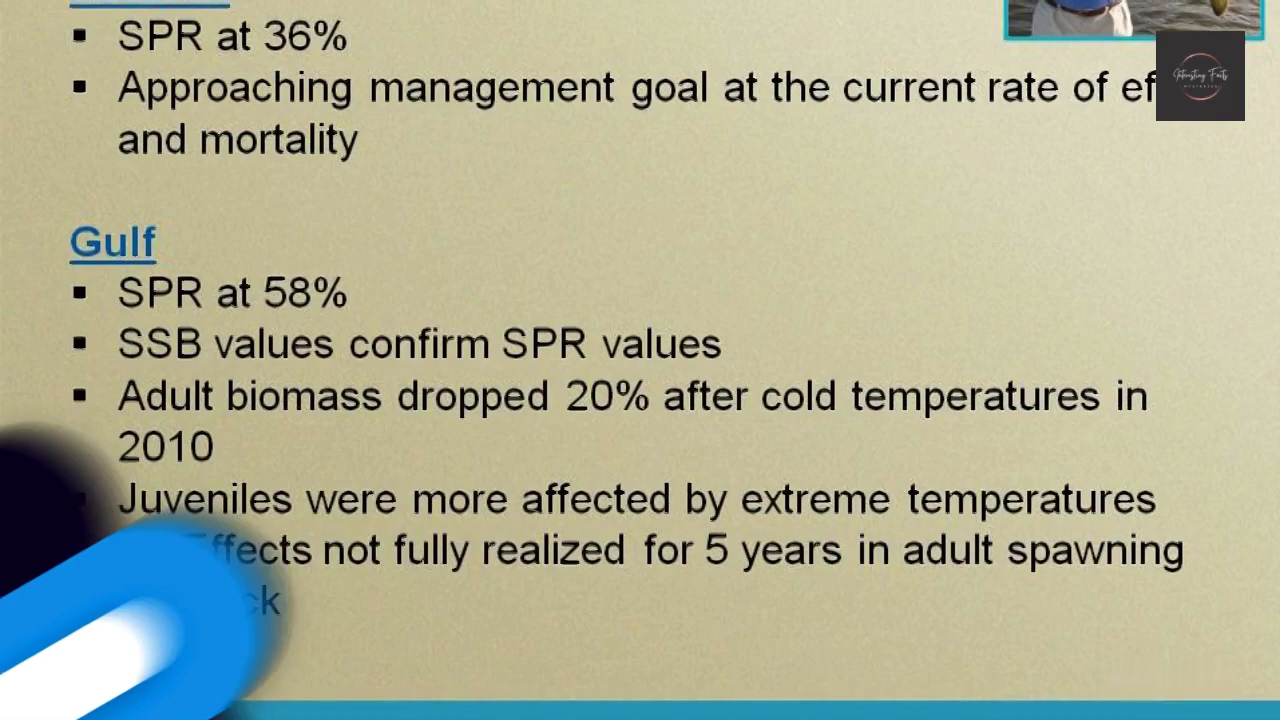 SPR at 36%
Approaching management goal at the current rate of
and mortality
Gulf
SPR at 58%
SSB values confirm SPR values
Adult biomass dropped 20% after cold temperatures in
2010
Juveniles were more affected by extreme temperatures
not fully realized for 5 years in adult spawning
Interesting Facts